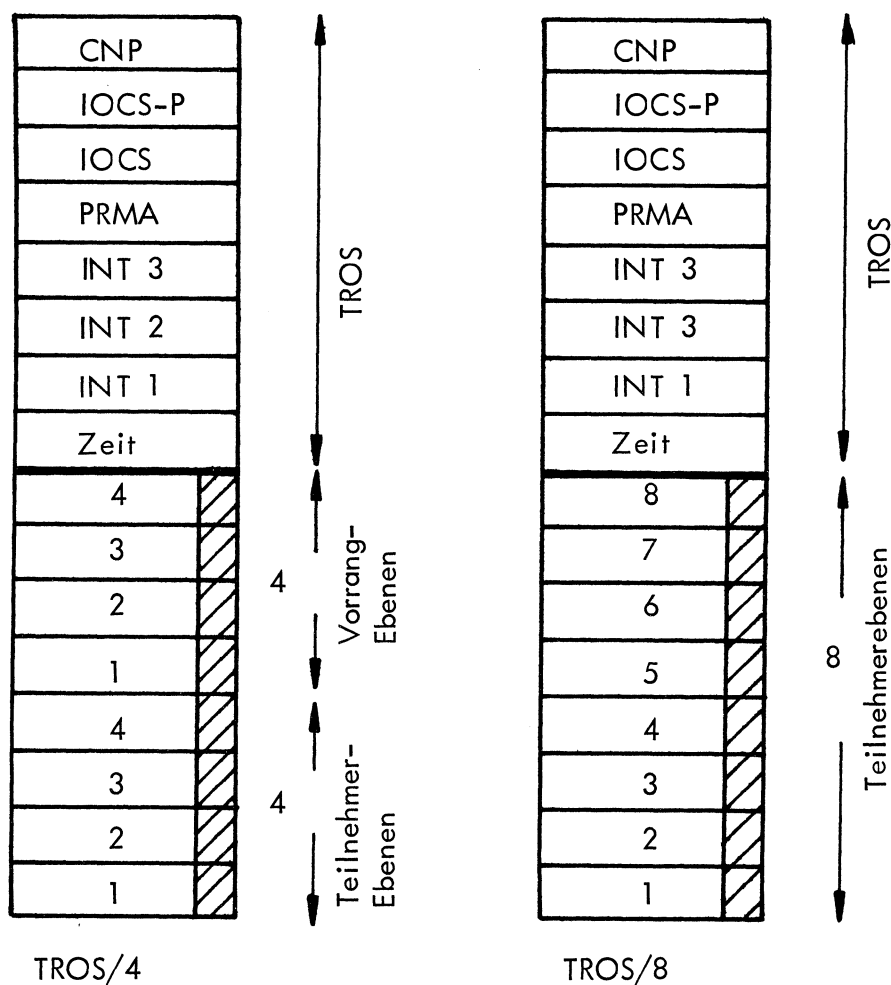 CNP
IOCS-P
IOCS
PRMA
INT 3
INT 2
INT 1
Zeit
4
3
2
1
4
3
2
1
TROS
4
Vorrang-
Ebenen
4
Teilnehmer-
Ebenen
TROS/4
CNP
IOCS-P
IOCS
PRMA
INT 3
INT 3
INT 1
Zeit
8
7
6
5
4
3
2
1
TROS
8
Teilnehmerebenen
TROS/8